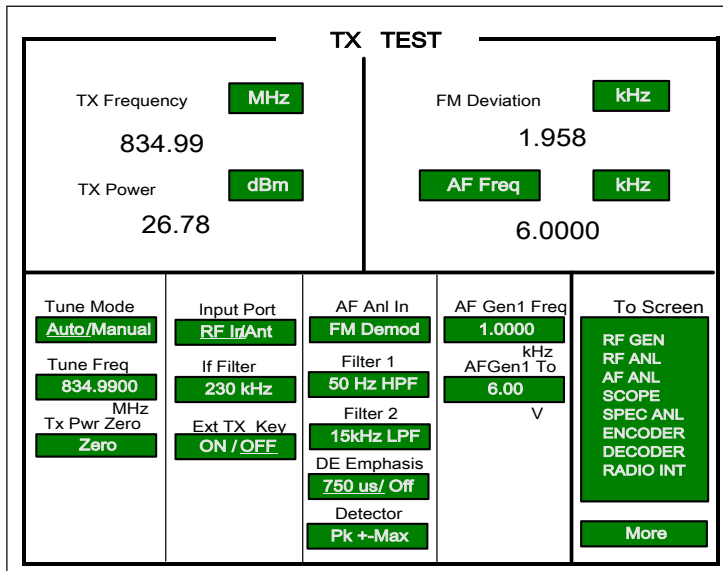 TX TEST
TX Frequency
MHz
834.99
TX Power
dBm
26.78
FM Deviation
kHz
1.958
AF Freq
kHz
6.0000
Tune Mode
Auto/Manual
Tune Freq
834.9900
MHz
Tx Pwr Zero
Zero
Input Port
RF In/Ant
If Filter
230 kHz
Ext TX Key
ON / OFF
AF Anl In
FM Demod
Filter 1
50 Hz HPF
Filter 2
15kHz LPF
DE Emphasis
750 us/ Off
Detector
Pk +-Max
AF Gen1 Freq
1.0000
kHz
AFGen1 To
6.00
V
To Screen
RF GEN
RF ANL
AF ANL
SCOPE
SPEC ANL
ENCODER
DECODER
RADIO INT
More